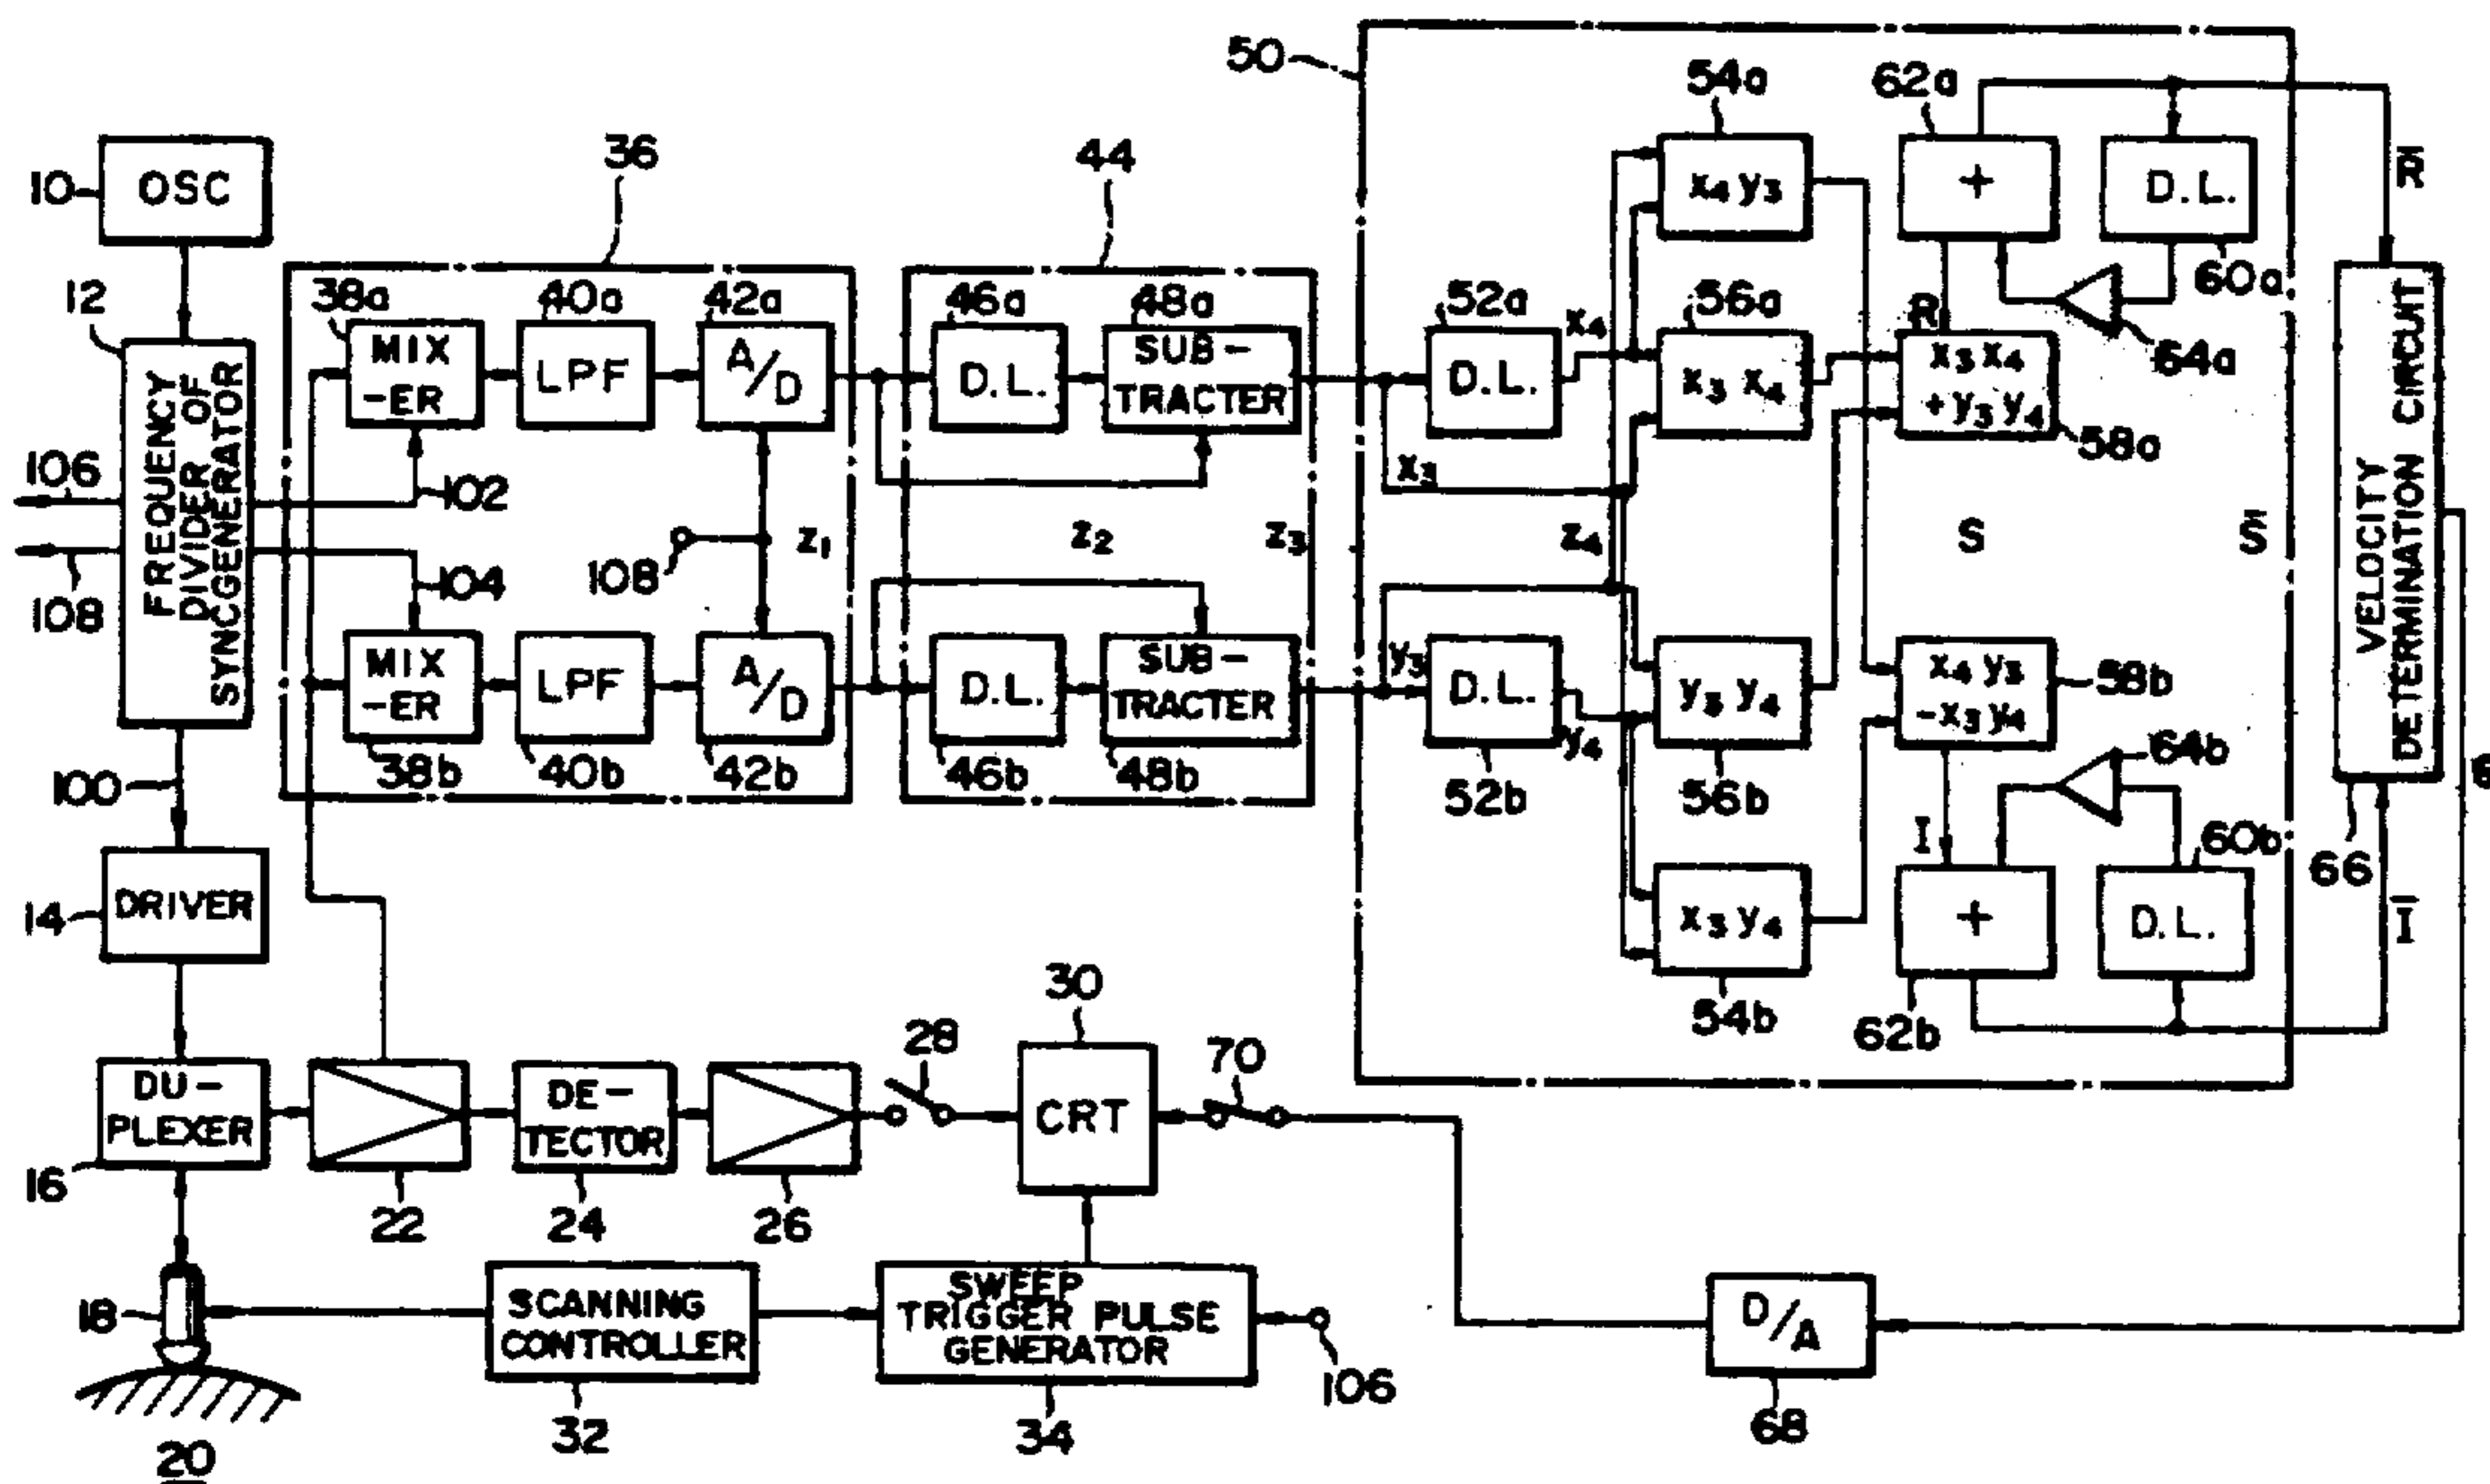 50
54a
62a
10
OSC
36
44
x₄ y₃
+
D.L.
R̄
60a
12
38a
40a
42a
46a
48a
52a
x₄
56a
R
64a
MIX
-ER
LPF
A/D
D.L.
SUB-
TRACTER
D.L.
x₃ x₄
x₃ x₄
+y₃ y₄
58a
FREQUENCY
DIVIDER OF
SYNCGENERATOR
106
102
x₃
108
108
z₁
z₂
z₃
z₄
S
S̄
VELOCITY
DETERMINATION CIRCUIT
104
MIX
-ER
LPF
A/D
D.L.
SUB-
TRACTER
y₃
D.L.
y₃ y₄
x₄ y₃
-x₃ y₄
58b
y₄
64b
100
38b
40b
42b
46b
48b
52b
56b
I
60b
66
Ī
14
DRIVER
x₃ y₄
+
D.L.
54b
62b
30
28
70
DU-
PLEXER
DE-
TECTOR
CRT
16
22
24
26
18
SCANNING
CONTROLLER
SWEEP
TRIGGER PULSE
GENERATOR
D/A
106
32
34
68
20